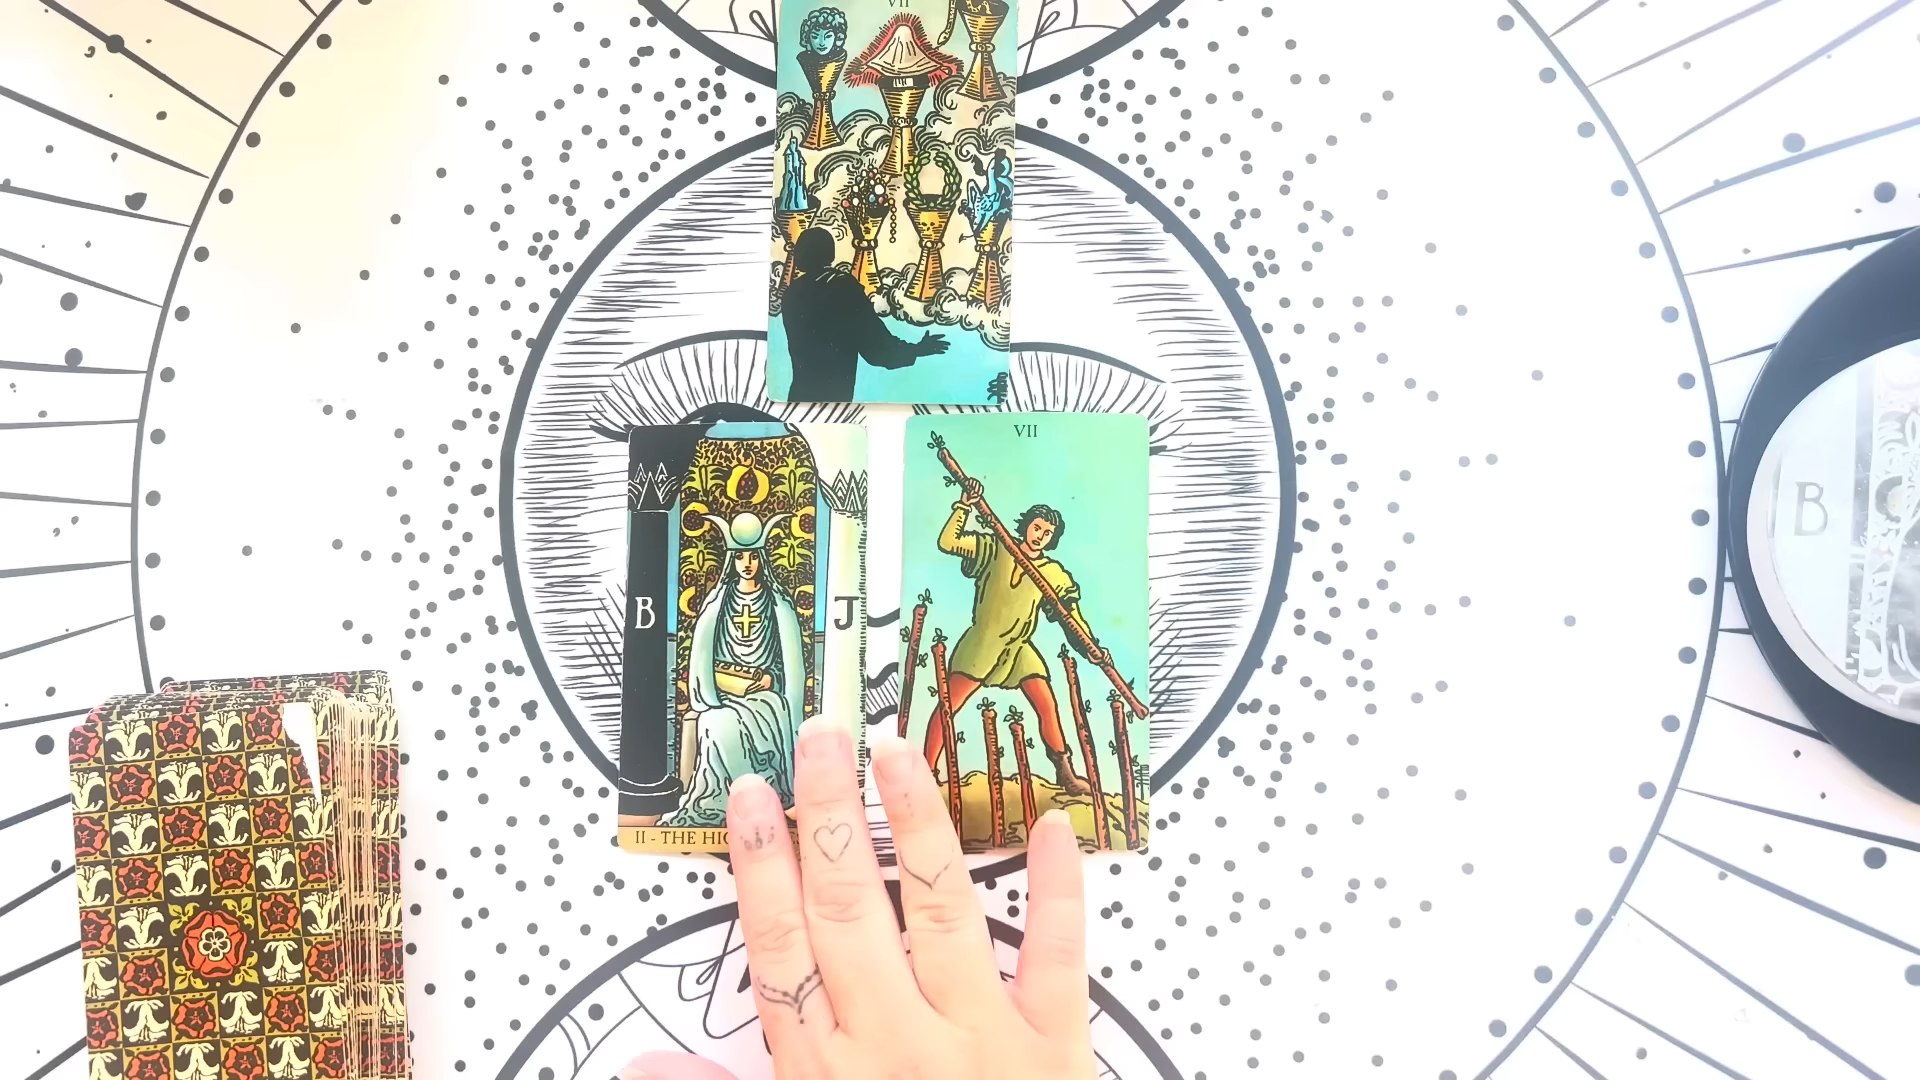 VII
VII
B
J
B
II - THE HIG